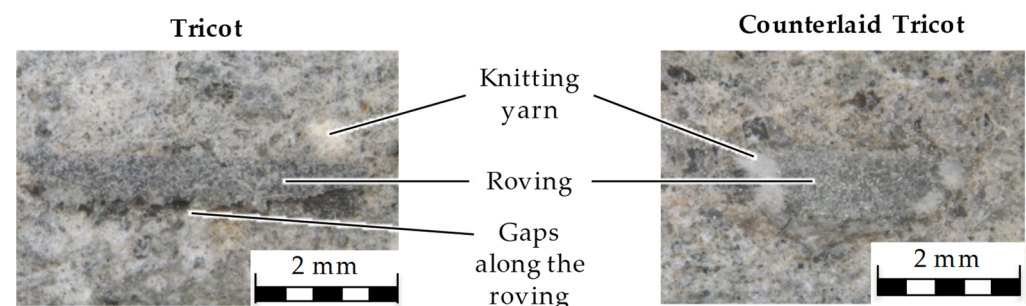 Tricot
Counterlaid Tricot
Knitting
yarn
Roving
Gaps
along the
roving
2 mm
2 mm